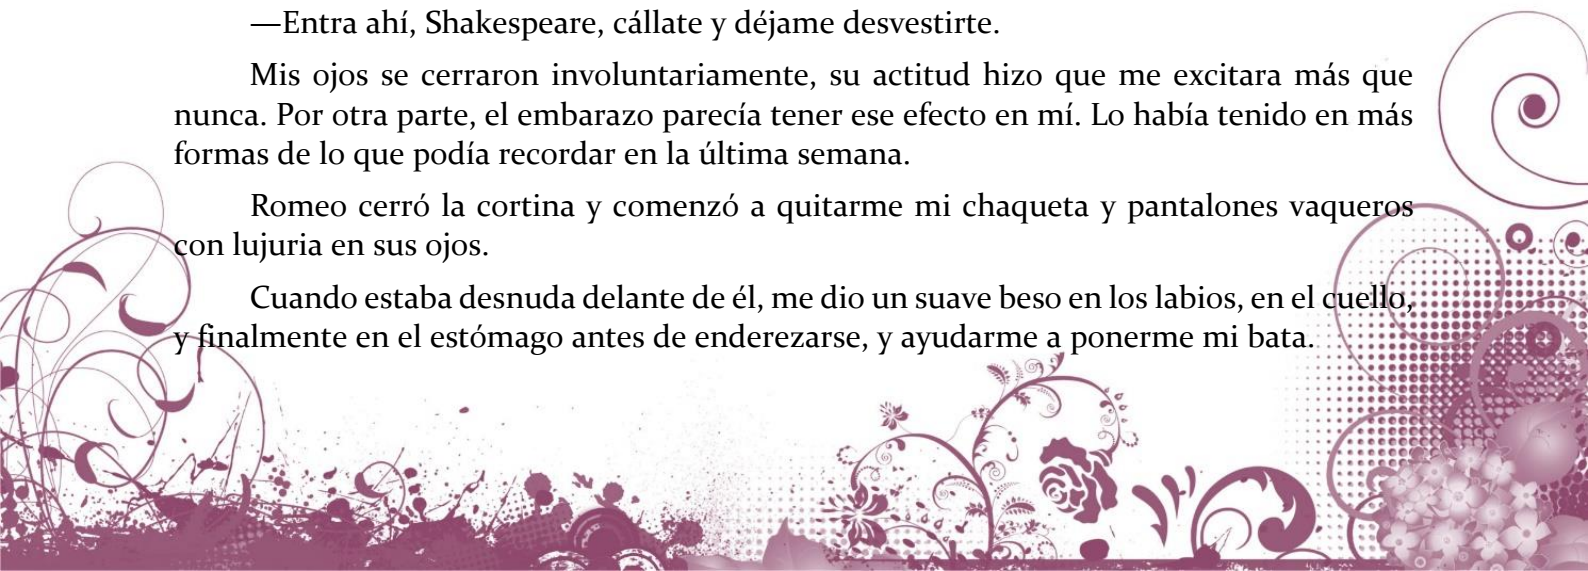 —Entra ahí, Shakespeare, cállate y déjame desvestirte.
Mis ojos se cerraron involuntariamente, su actitud hizo que me excitara más que
nunca. Por otra parte, el embarazo parecía tener ese efecto en mí. Lo había tenido en más
formas de lo que podía recordar en la última semana.
Romeo cerró la cortina y comenzó a quitarme mi chaqueta y pantalones vaqueros
con lujuria en sus ojos.
Cuando estaba desnuda delante de él, me dio un suave beso en los labios, en el cuello,
y finalmente en el estómago antes de enderezarse, y ayudarme a ponerme mi bata.